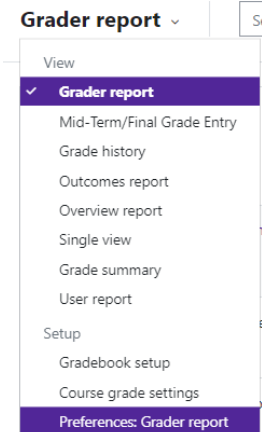 Grader report
S
View
Grader report
Mid-Term/Final Grade Entry
Grade history
Outcomes report
Overview report
Single view
Grade summary
User report
Setup
Gradebook setup
Course grade settings
Preferences: Grader report